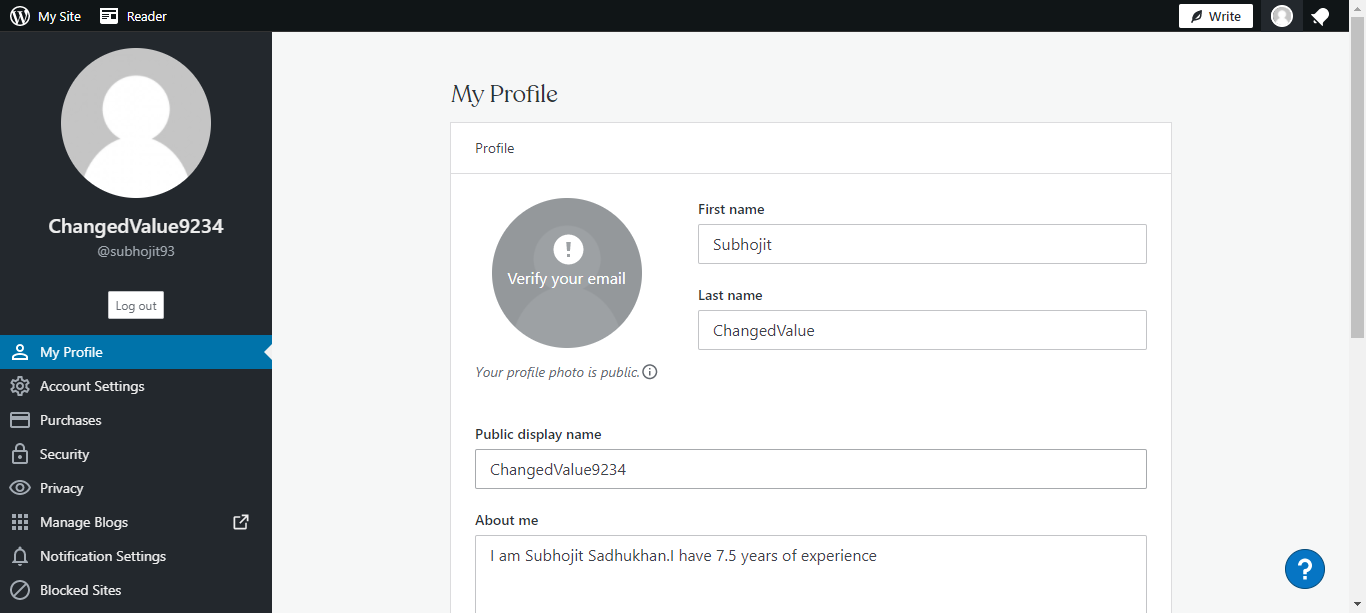 My Site
Reader
Write
ChangedValue9234
@subhojit93
Log out
My Profile
Account Settings
Purchases
Security
Privacy
Manage Blogs
Notification Settings
Blocked Sites
My Profile
Profile
!
Verify your email
Your profile photo is public.
First name
Subhojit
Last name
ChangedValue
Public display name
ChangedValue9234
About me
I am Subhojit Sadhukhan.I have 7.5 years of experience
?